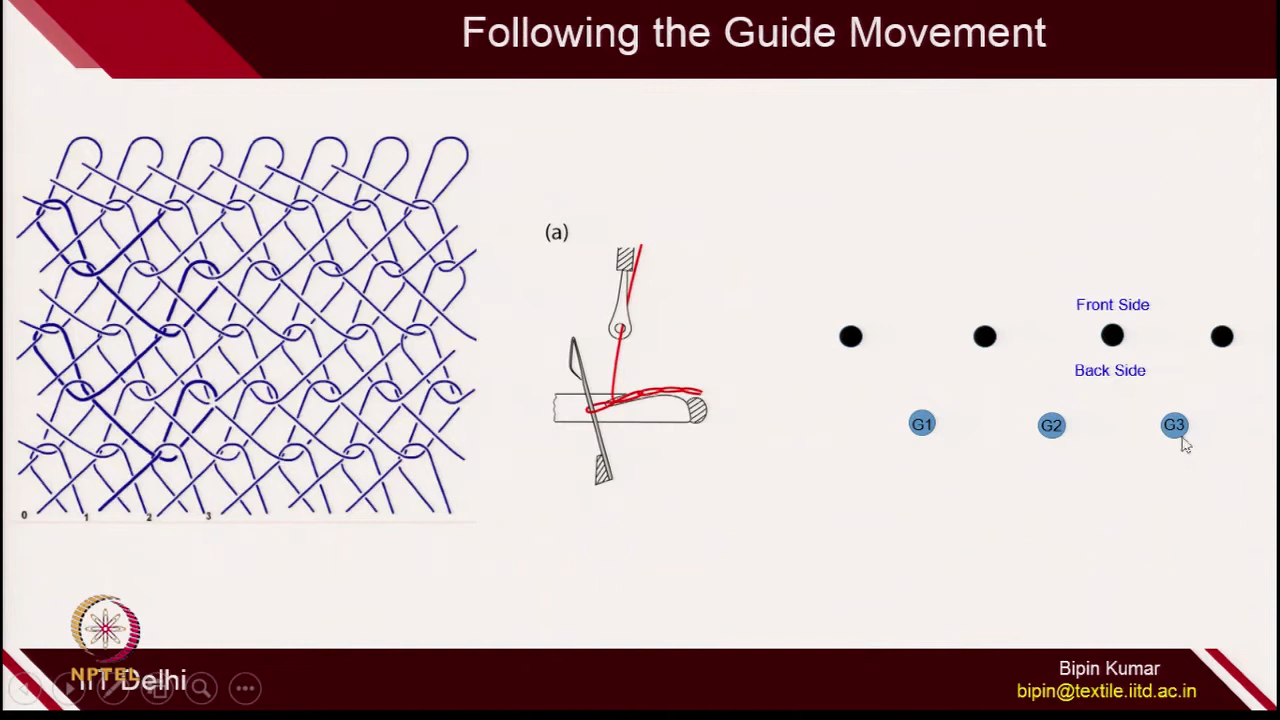 Following the Guide Movement
(a)
Front Side
Back Side
G1 G2 G3
0 1 2 3
NPTEL
IIT Delhi
Bipin Kumar
bipin@textile.iitd.ac.in